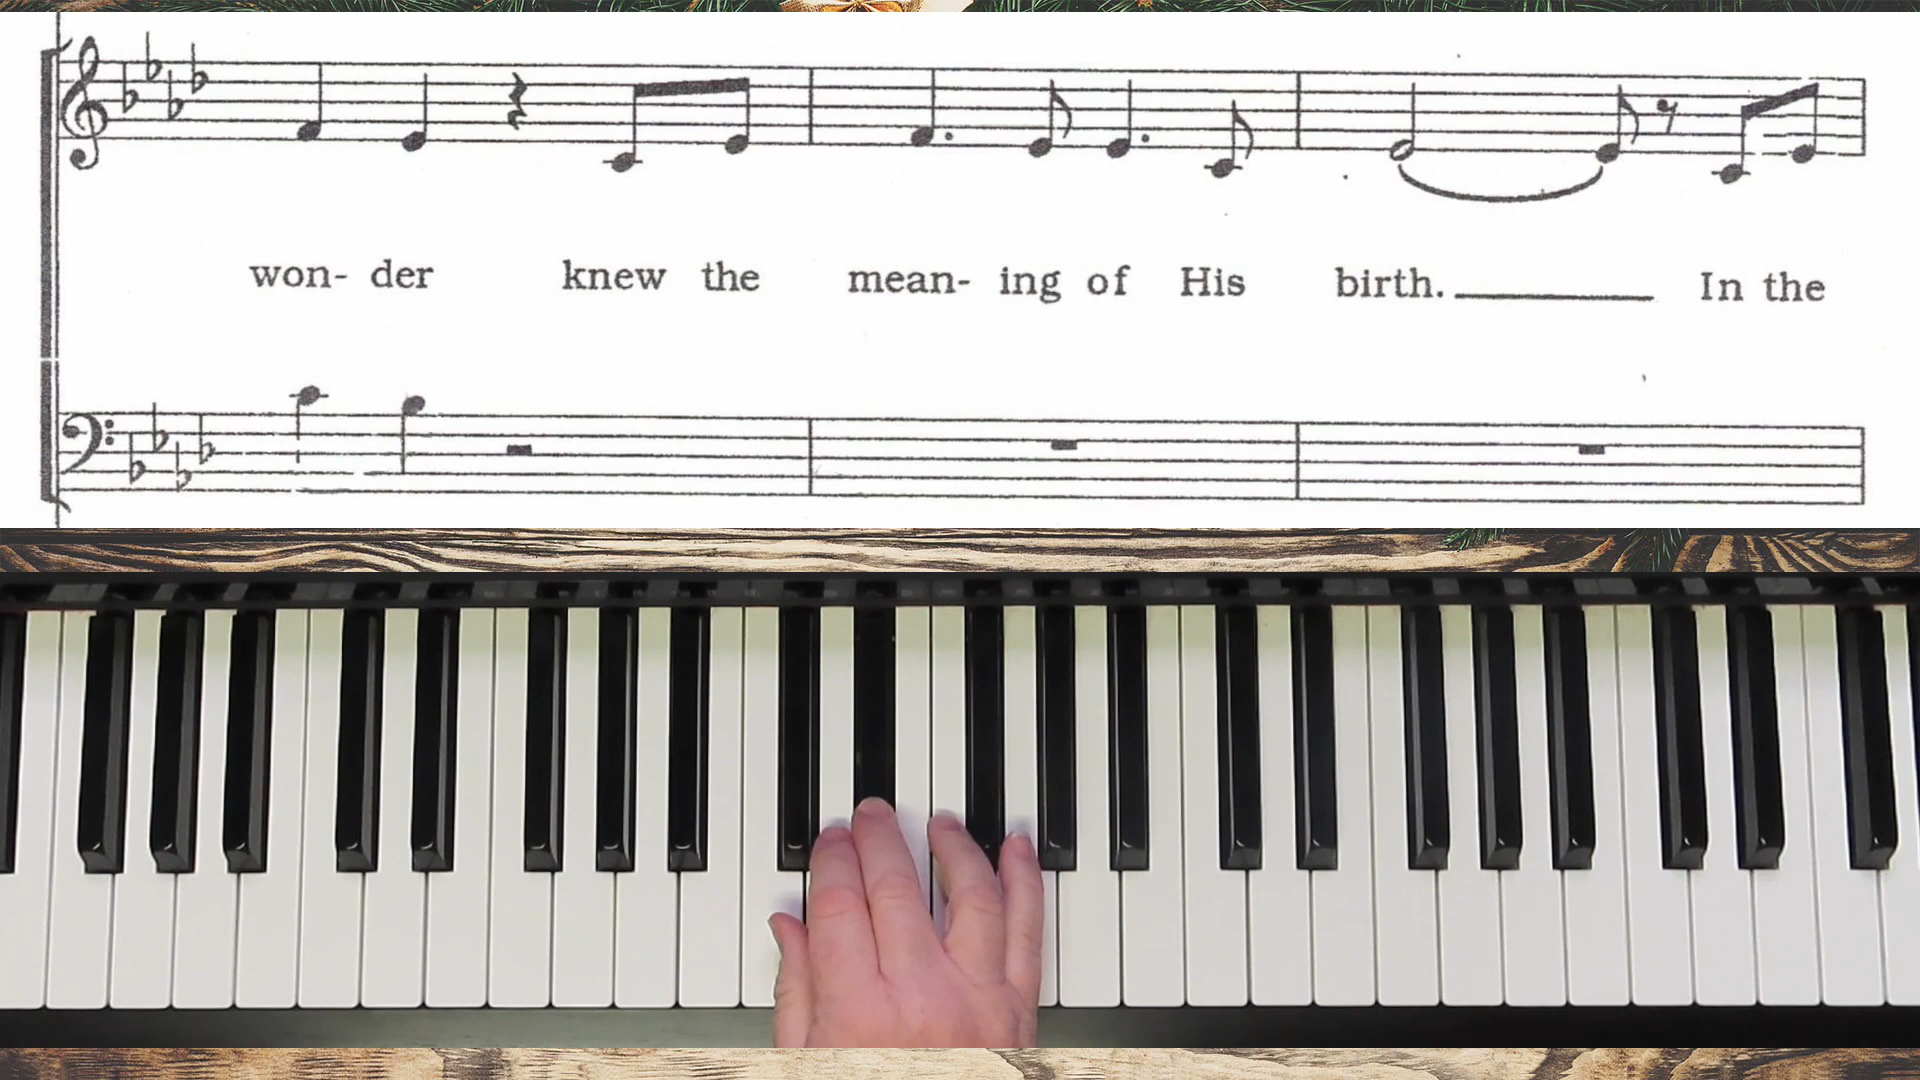 won- der knew the mean- ing of His birth. In the